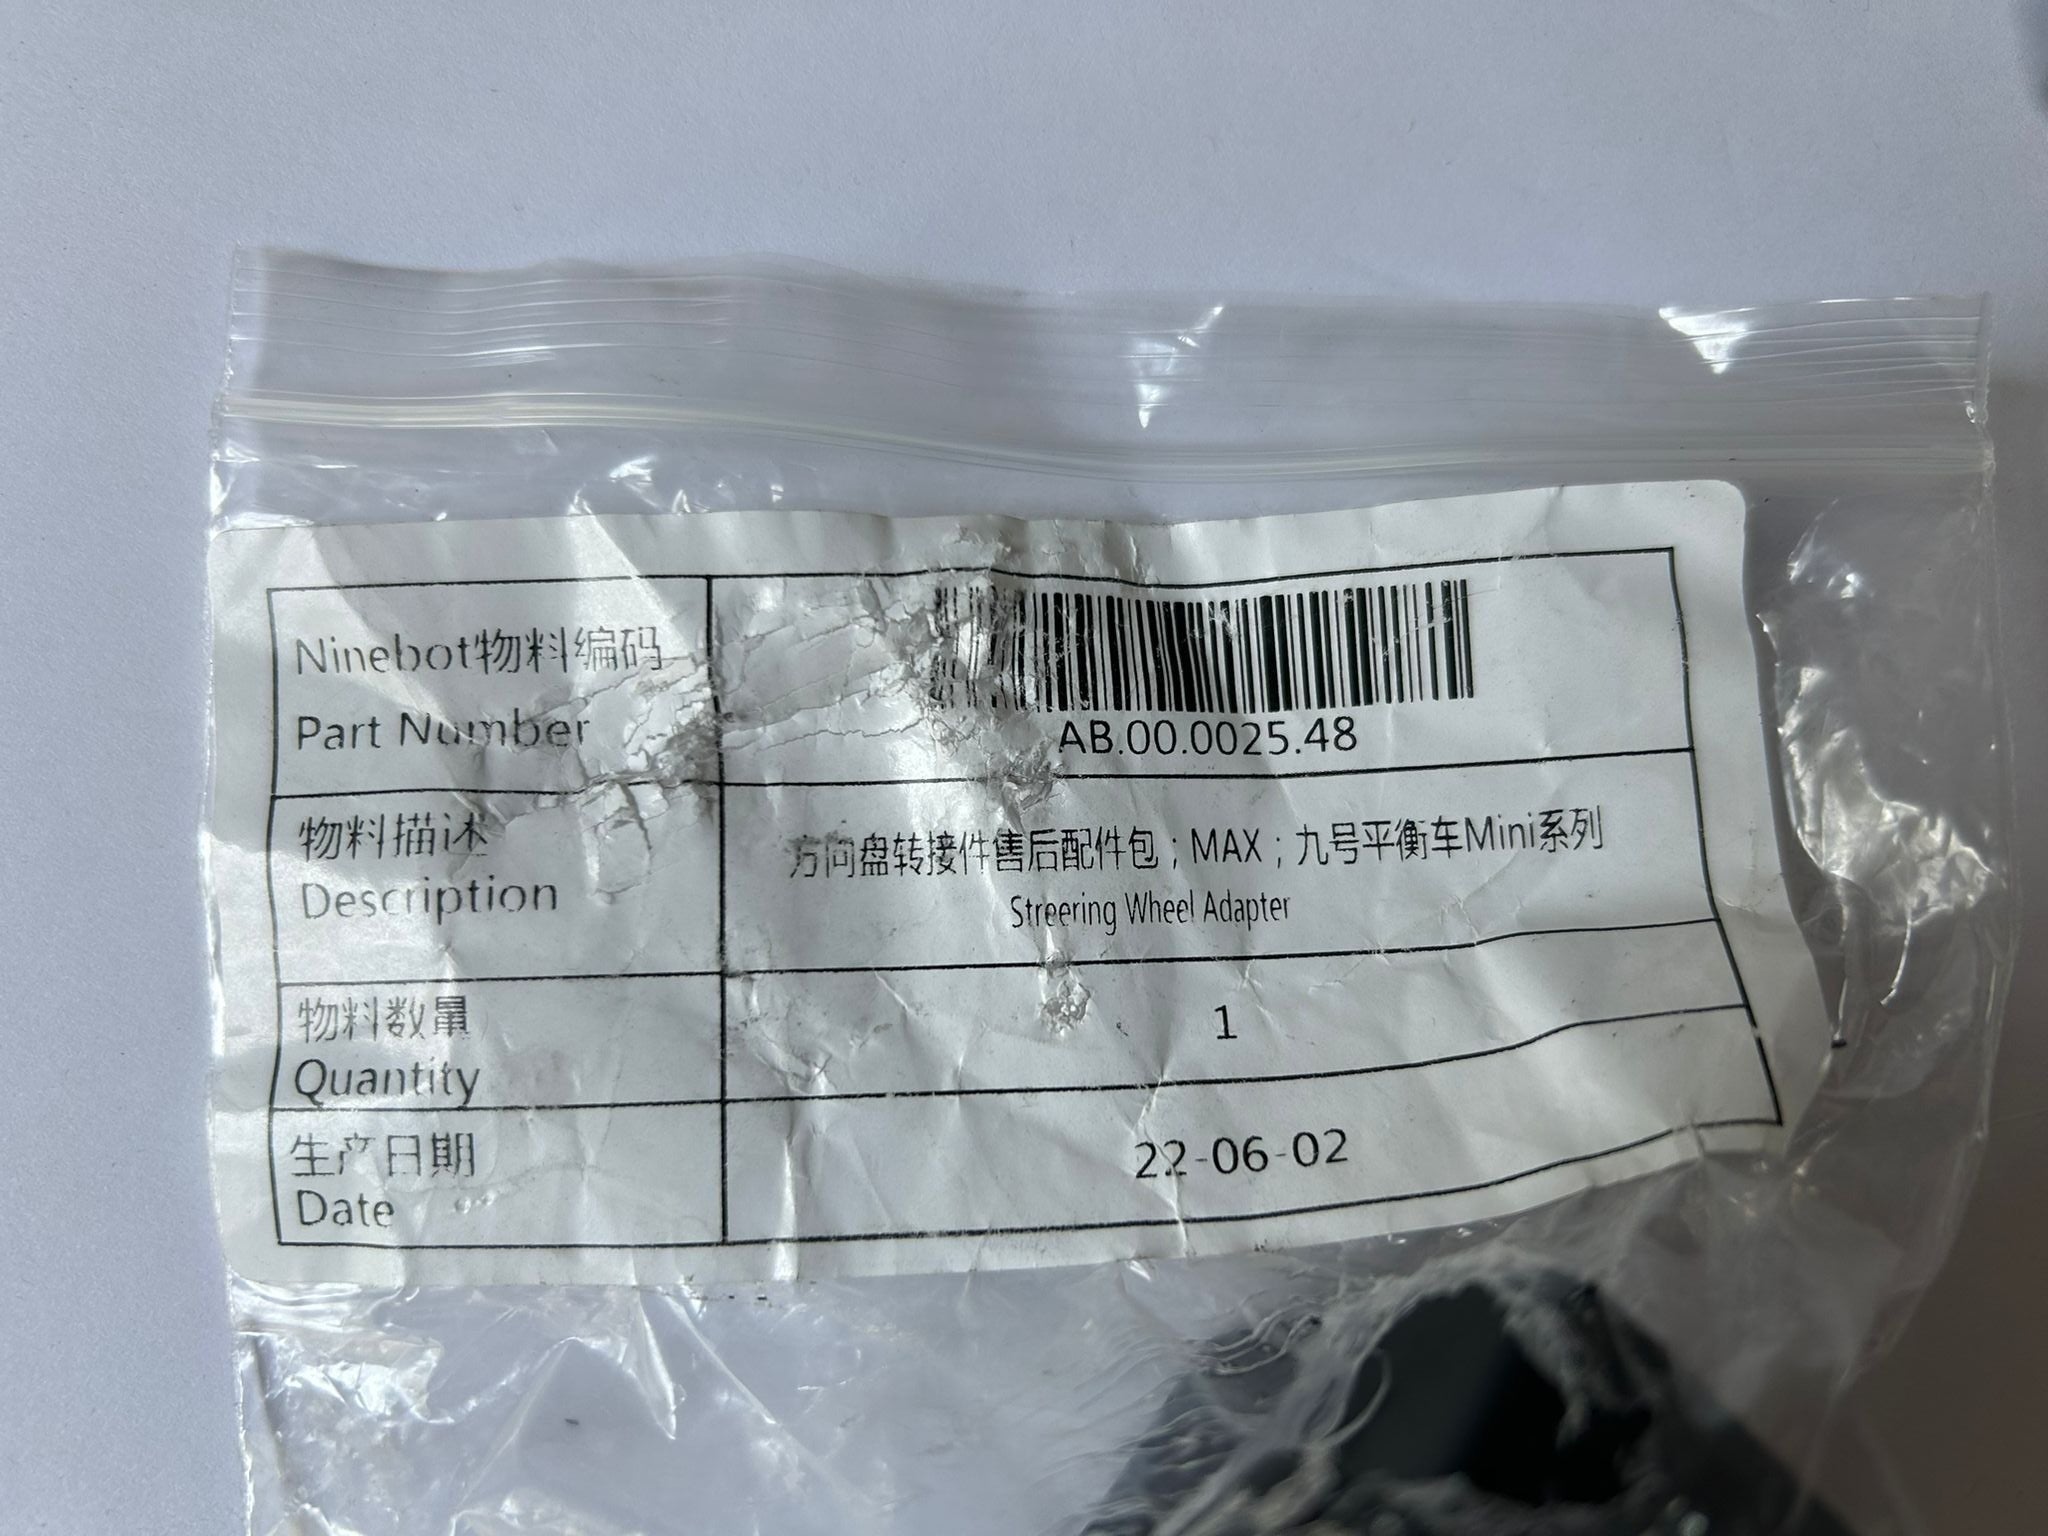 Ninebot物料编码
Part Number
AB.00.0025.48
物料描述
Description
方向盘转接件售后配件包；MAX；九号平衡车Mini系列
Streering Wheel Adapter
物料数量
Quantity
1
生产日期
Date
22-06-02